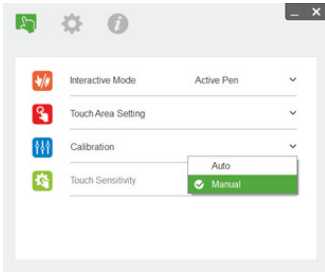 Interactive Mode Active Pen
Touch Area Setting
Calibration
Auto
Touch Sensitivity Manual